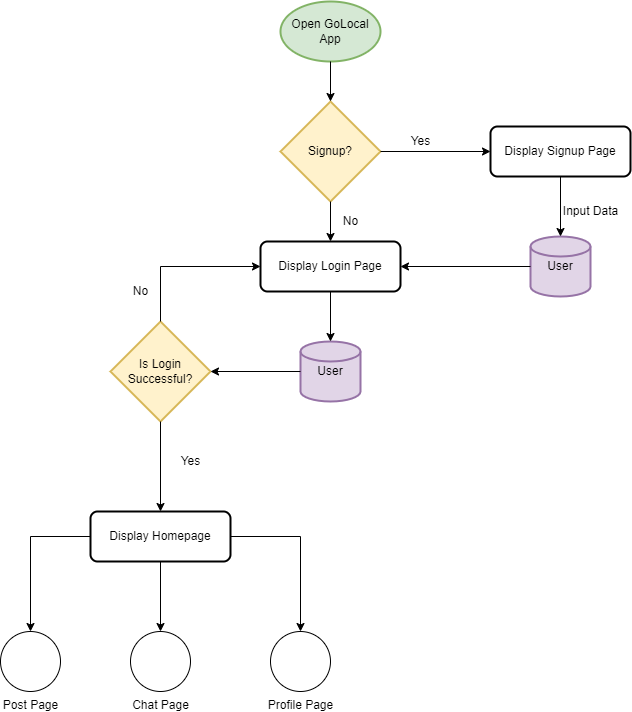 Open GoLocal
App
Signup?
Yes
Display Signup Page
No
Input Data
Display Login Page
User
No
Is Login
Successful?
User
Yes
Display Homepage
Post Page
Chat Page
Profile Page